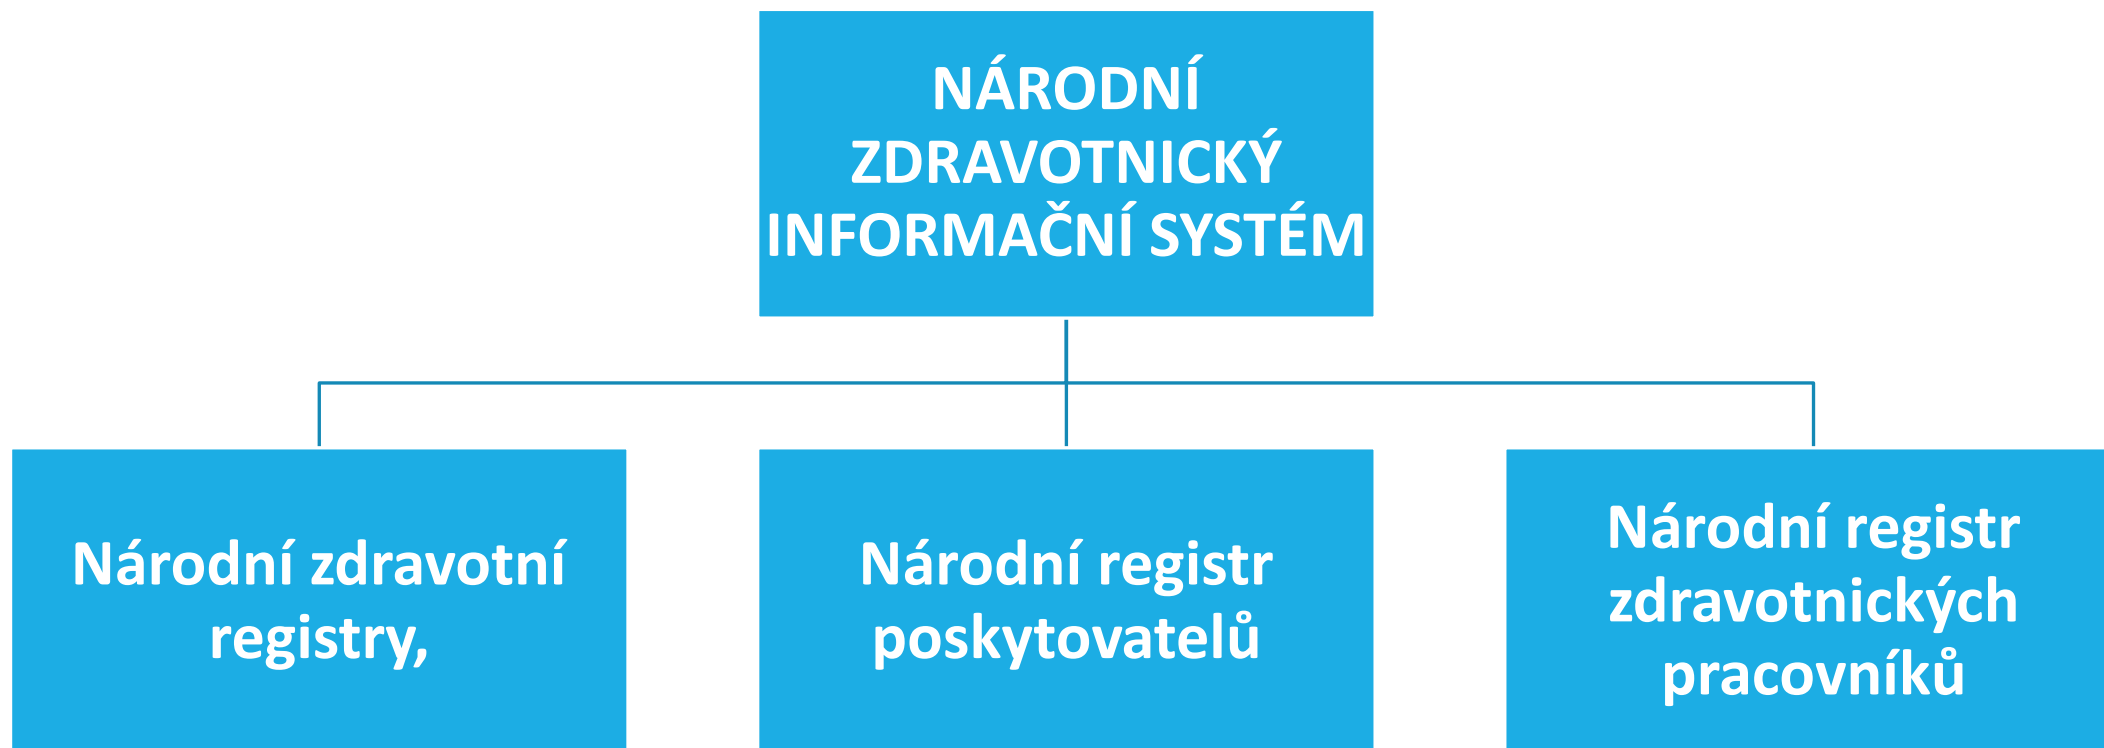 NÁRODNÍ
ZDRAVOTNICKÝ
INFORMAČNÍ SYSTÉM
Národní zdravotní
registry,
Národní registr
poskytovatelů
Národní registr
zdravotnických
pracovníků